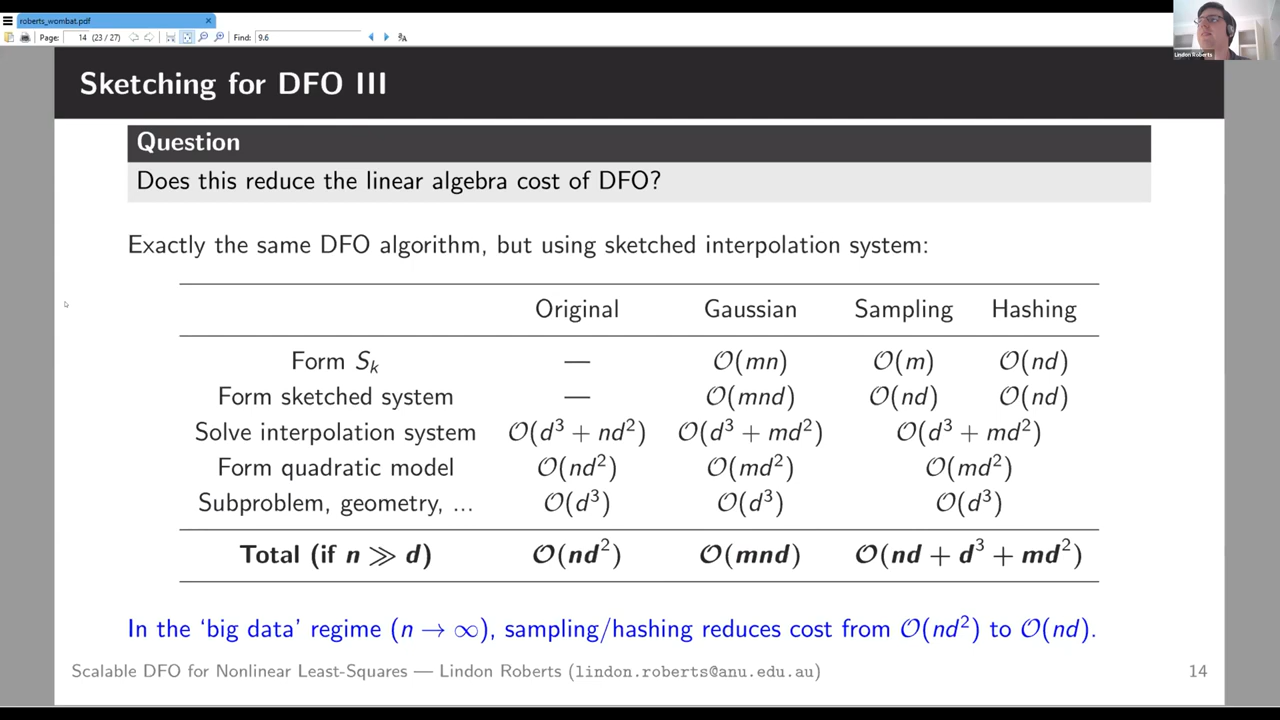 roberts_wombat.pdf
Page: 14 (23 / 27) Find: 9.6
Lindon Roberts
Sketching for DFO III
Question
Does this reduce the linear algebra cost of DFO?
Exactly the same DFO algorithm, but using sketched interpolation system:
Original Gaussian Sampling Hashing
Form Sₖ — 𝒪(mn) 𝒪(m) 𝒪(nd)
Form sketched system — 𝒪(mnd) 𝒪(nd) 𝒪(nd)
Solve interpolation system 𝒪(d³ + nd²) 𝒪(d³ + md²) 𝒪(d³ + md²)
Form quadratic model 𝒪(nd²) 𝒪(md²) 𝒪(md²)
Subproblem, geometry, ... 𝒪(d³) 𝒪(d³) 𝒪(d³)
Total (if n ≫ d) 𝒪(nd²) 𝒪(mnd) 𝒪(nd + d³ + md²)
In the ‘big data’ regime (n → ∞), sampling/hashing reduces cost from 𝒪(nd²) to 𝒪(nd).
Scalable DFO for Nonlinear Least-Squares — Lindon Roberts (lindon.roberts@anu.edu.au) 14